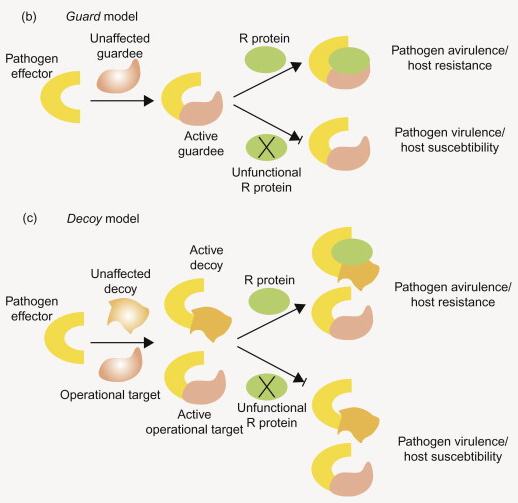 (b) Guard model
Pathogen
effector
Unaffected
guardee
Active
guardee
R protein
Unfunctional
R protein
Pathogen avirulence/
host resistance
Pathogen virulence/
host suscebtibility
(c) Decoy model
Pathogen
effector
Unaffected
decoy
Operational target
Active
decoy
Active
operational target
R protein
Unfunctional
R protein
Pathogen avirulence/
host resistance
Pathogen virulence/
host suscebtibility